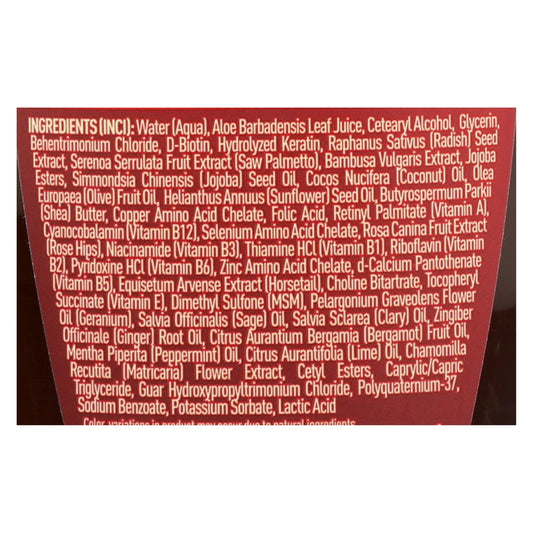 INGREDIENTS (INCI): Water (Aqua), Aloe Barbadensis Leaf Juice, Cetearyl Alcohol, Glycerin,
Behentrimonium Chloride, D-Biotin, Hydrolyzed Keratin, Raphanus Sativus (Radish) Seed
Extract, Serenoa Serrulata Fruit Extract (Saw Palmetto), Bambusa Vulgaris Extract, Jojoba
Esters, Simmondsia Chinensis (Jojoba) Seed Oil, Cocos Nucifera (Coconut) Oil, Olea
Europaea (Olive) Fruit Oil, Helianthus Annuus (Sunflower) Seed Oil, Butyrospermum Parkii
(Shea) Butter, Copper Amino Acid Chelate, Folic Acid, Retinyl Palmitate (Vitamin A),
Cyanocobalamin (Vitamin B12), Selenium Amino Acid Chelate, Rosa Canina Fruit Extract
(Rose Hips), Niacinamide (Vitamin B3), Thiamine HCl (Vitamin B1), Riboflavin (Vitamin
B2), Pyridoxine HCl (Vitamin B6), Zinc Amino Acid Chelate, d-Calcium Pantothenate
(Vitamin B5), Equisetum Arvense Extract (Horsetail), Choline Bitartrate, Tocopheryl
Succinate (Vitamin E), Dimethyl Sulfone (MSM), Pelargonium Graveolens Flower
Oil (Geranium), Salvia Officinalis (Sage) Oil, Salvia Sclarea (Clary) Oil, Zingiber
Officinale (Ginger) Root Oil, Citrus Aurantium Bergamia (Bergamot) Fruit Oil,
Mentha Piperita (Peppermint) Oil, Citrus Aurantifolia (Lime) Oil, Chamomilla
Recutita (Matricaria) Flower Extract, Cetyl Esters, Caprylic/Capric
Triglyceride, Guar Hydroxypropyltrimonium Chloride, Polyquaternium-37,
Sodium Benzoate, Potassium Sorbate, Lactic Acid
Color variations in product may occur due to natural ingredients.